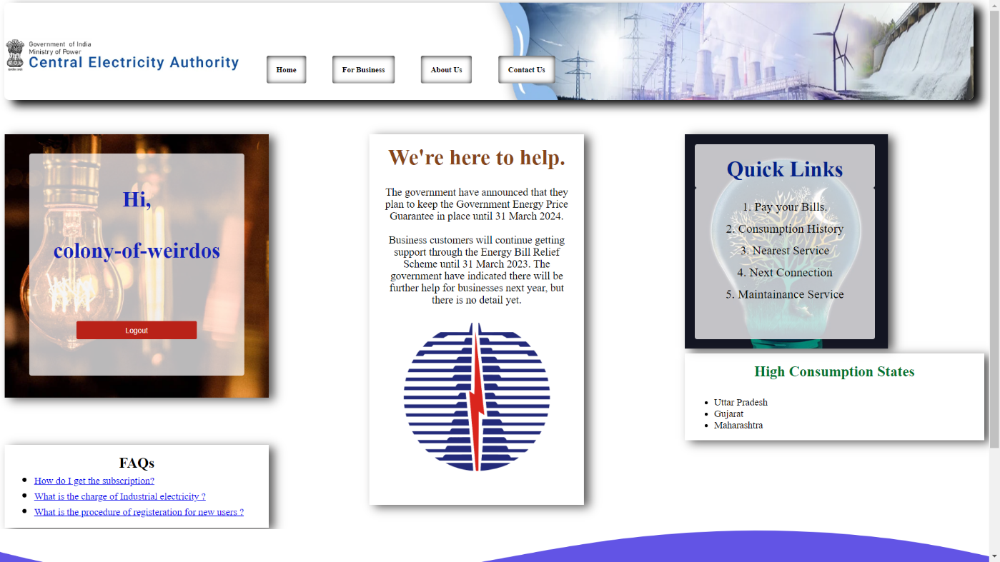 Government of India
Ministry of Power
Central Electricity Authority
Home
For Business
About Us
Contact Us
Hi,
colony-of-weirdos
Logout
FAQs
How do I get the subscription?
What is the charge of Industrial electricity ?
What is the procedure of registeration for new users ?
We're here to help.
The government have announced that they
plan to keep the Government Energy Price
Guarantee in place until 31 March 2024.
Business customers will continue getting
support through the Energy Bill Relief
Scheme until 31 March 2023. The
government have indicated there will be
further help for businesses next year, but
there is no detail yet.
Quick Links
1. Pay your Bills.
2. Consumption History
3. Nearest Service
4. Next Connection
5. Maintainance Service
High Consumption States
Uttar Pradesh
Gujarat
Maharashtra